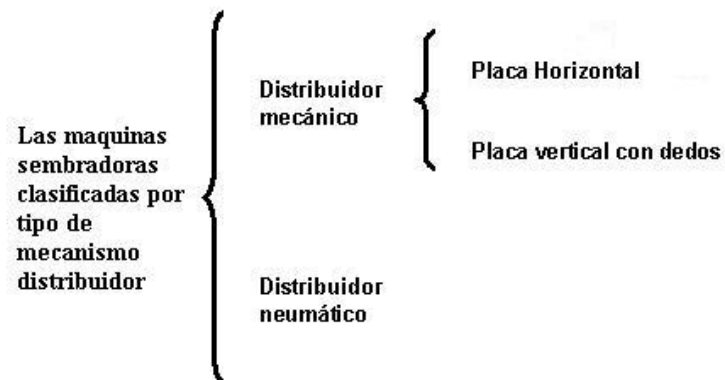 Las maquinas
sembradoras
clasificadas por
tipo de
mecanismo
distribuidor
Distribuidor
mecánico
Placa Horizontal
Placa vertical con dedos
Distribuidor
neumático